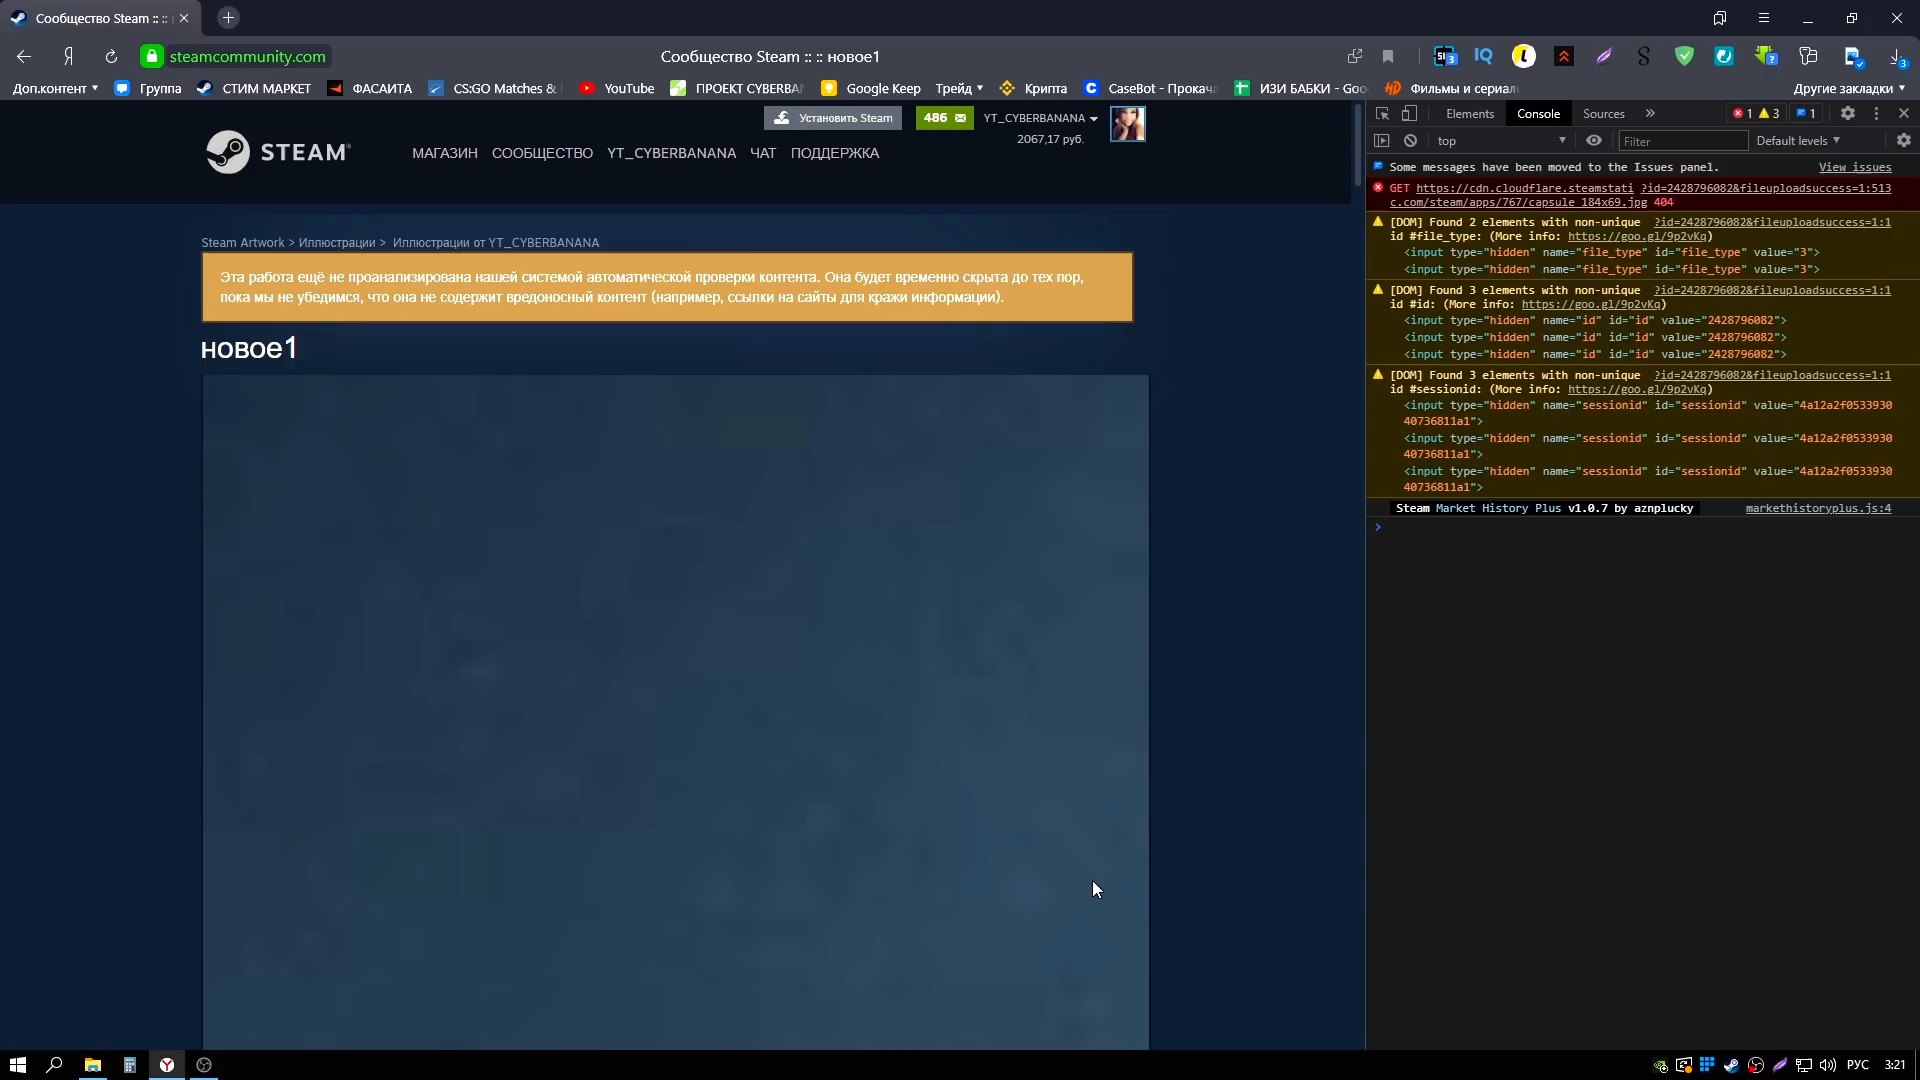 Сообщество Steam :: ::
steamcommunity.com
Сообщество Steam :: :: новое1
Доп.контент
Группа
СТИМ МАРКЕТ
ФАСАИТА
CS:GO Matches &
YouTube
ПРОЕКТ CYBERBA
Google Keep
Трейд
Крипта
CaseBot - Прокач
ИЗИ БАБКИ - Goo
Фильмы и сериал
Другие закладки
Установить Steam
486
YT_CYBERBANANA
2067,17 руб.
STEAM
МАГАЗИН СООБЩЕСТВО YT_CYBERBANANA ЧАТ ПОДДЕРЖКА
Steam Artwork > Иллюстрации > Иллюстрации от YT_CYBERBANANA
Эта работа ещё не проанализирована нашей системой автоматической проверки контента. Она будет временно скрыта до тех пор,
пока мы не убедимся, что она не содержит вредоносный контент (например, ссылки на сайты для кражи информации).
новое1
Elements Console Sources
1 3 1
top Filter Default levels
Some messages have been moved to the Issues panel. View issues
GET https://cdn.cloudflare.steamstati ?id=2428796082&fileuploadsuccess=1:513
c.com/steam/apps/767/capsule_184x69.jpg 404
[DOM] Found 2 elements with non-unique ?id=2428796082&fileuploadsuccess=1:1
id #file_type: (More info: https://goo.gl/9p2vKq)
<input type="hidden" name="file_type" id="file_type" value="3">
<input type="hidden" name="file_type" id="file_type" value="3">
[DOM] Found 3 elements with non-unique ?id=2428796082&fileuploadsuccess=1:1
id #id: (More info: https://goo.gl/9p2vKq)
<input type="hidden" name="id" id="id" value="2428796082">
<input type="hidden" name="id" id="id" value="2428796082">
<input type="hidden" name="id" id="id" value="2428796082">
[DOM] Found 3 elements with non-unique ?id=2428796082&fileuploadsuccess=1:1
id #sessionid: (More info: https://goo.gl/9p2vKq)
<input type="hidden" name="sessionid" id="sessionid" value="4a12a2f0533930
40736811a1">
<input type="hidden" name="sessionid" id="sessionid" value="4a12a2f0533930
40736811a1">
<input type="hidden" name="sessionid" id="sessionid" value="4a12a2f0533930
40736811a1">
Steam Market History Plus v1.0.7 by aznplucky markethistoryplus.js:4
РУС
3:21